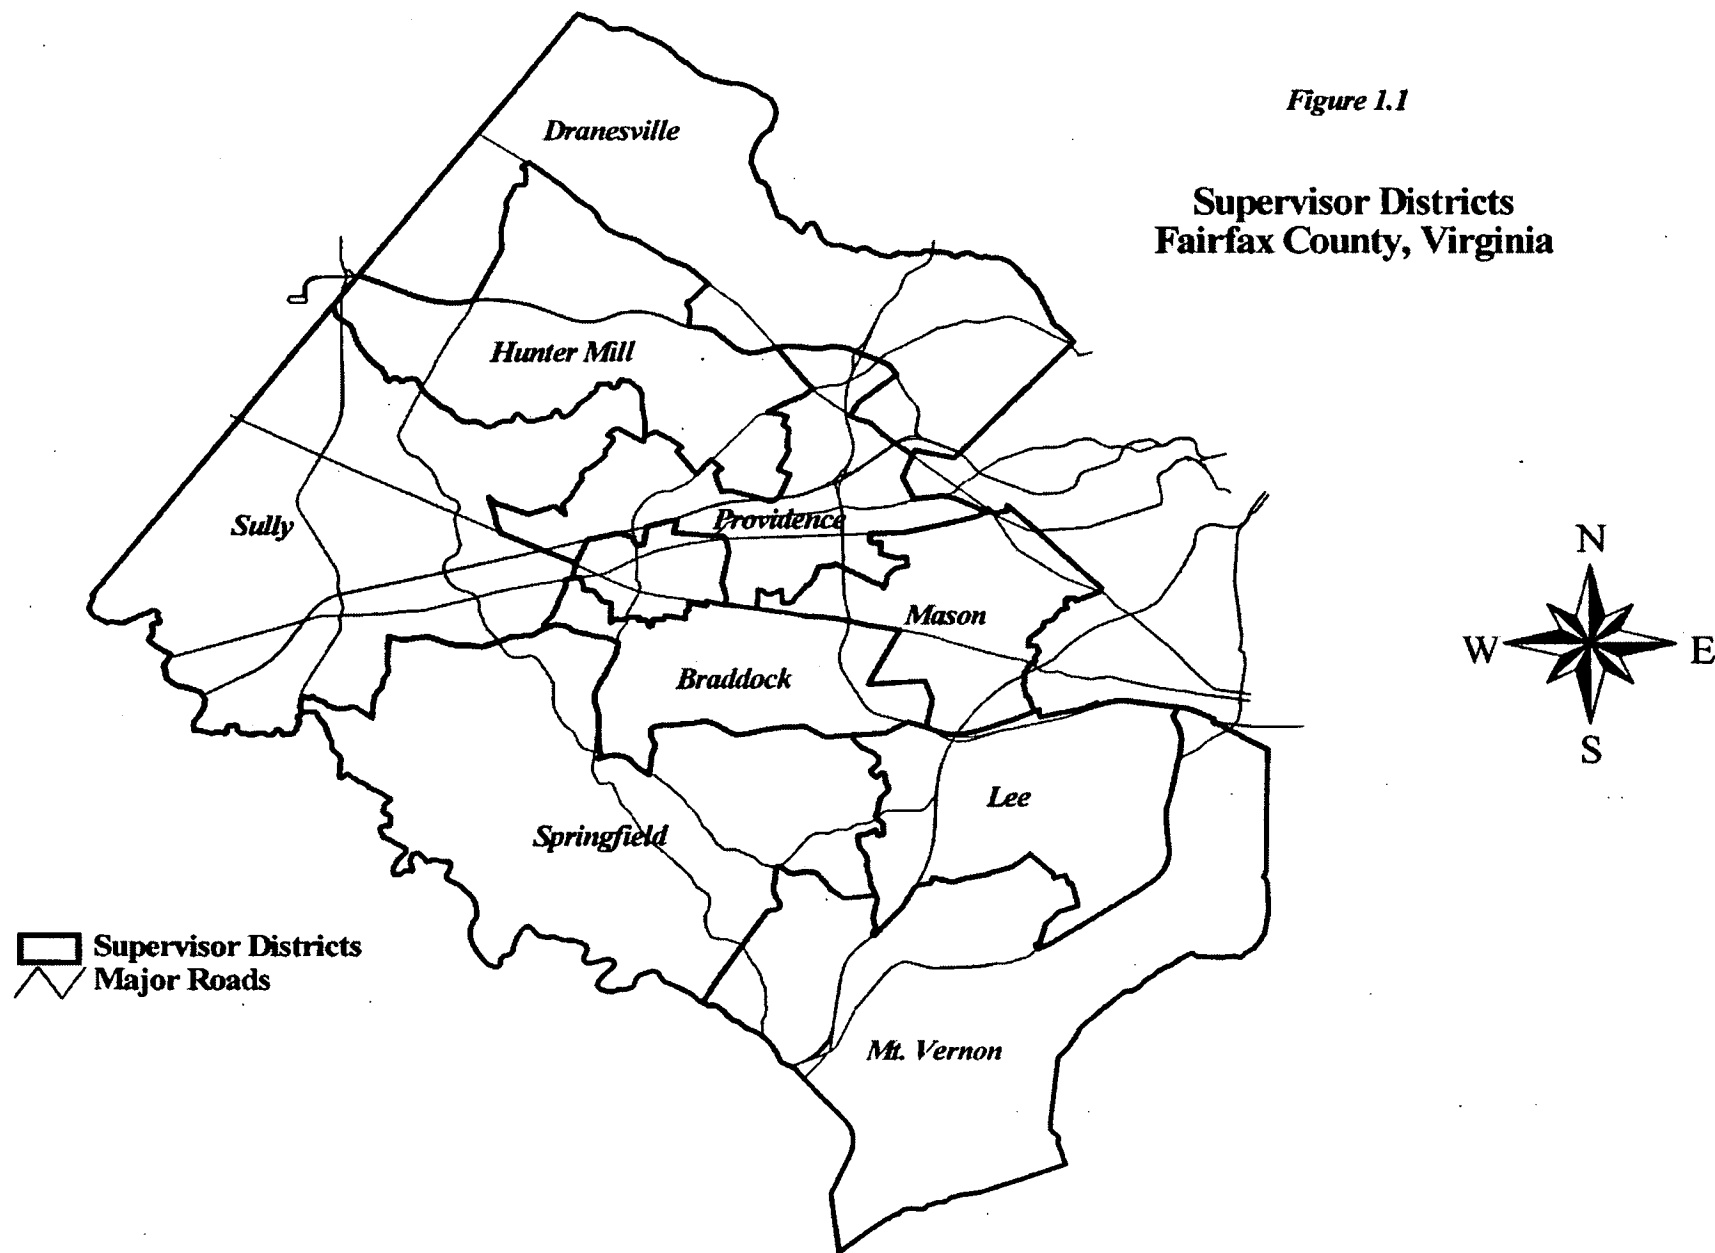 Figure 1.1
Supervisor Districts
Fairfax County, Virginia
Dranesville
Hunter Mill
Sully
Providence
Mason
Braddock
Lee
Springfield
Mt. Vernon
N
W
E
S
Supervisor Districts
Major Roads